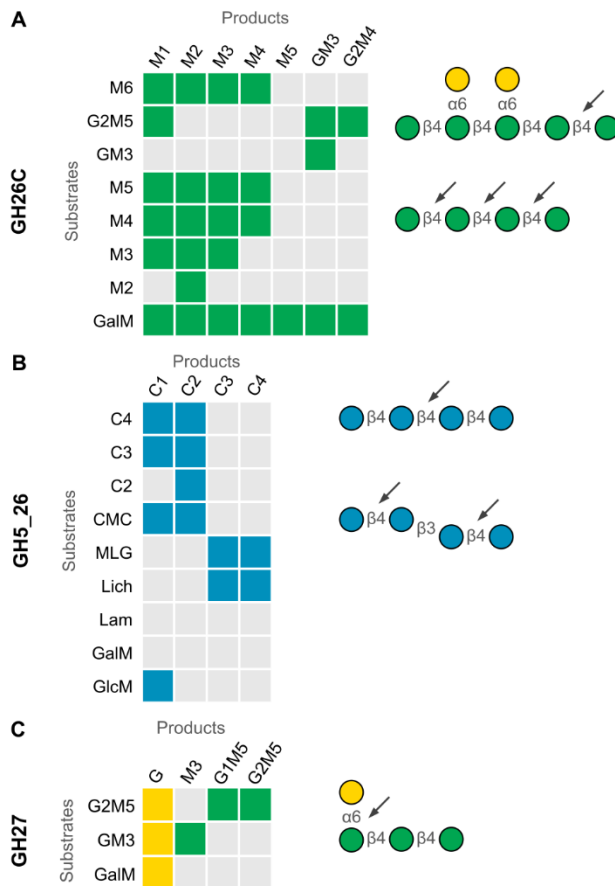 A
Products
M1 M2 M3 M4 M5 GM3 G2M4
GH26C
Substrates
M6
G2M5
GM3
M5
M4
M3
M2
GalM
α6 α6
β4 β4 β4 β4
β4 β4 β4
B
Products
C1 C2 C3 C4
GH5_26
Substrates
C4
C3
C2
CMC
MLG
Lich
Lam
GalM
GlcM
β4 β4 β4
β4 β3 β4
C
Products
G M3 G1M5 G2M5
GH27
Substrates
G2M5
GM3
GalM
α6
β4 β4